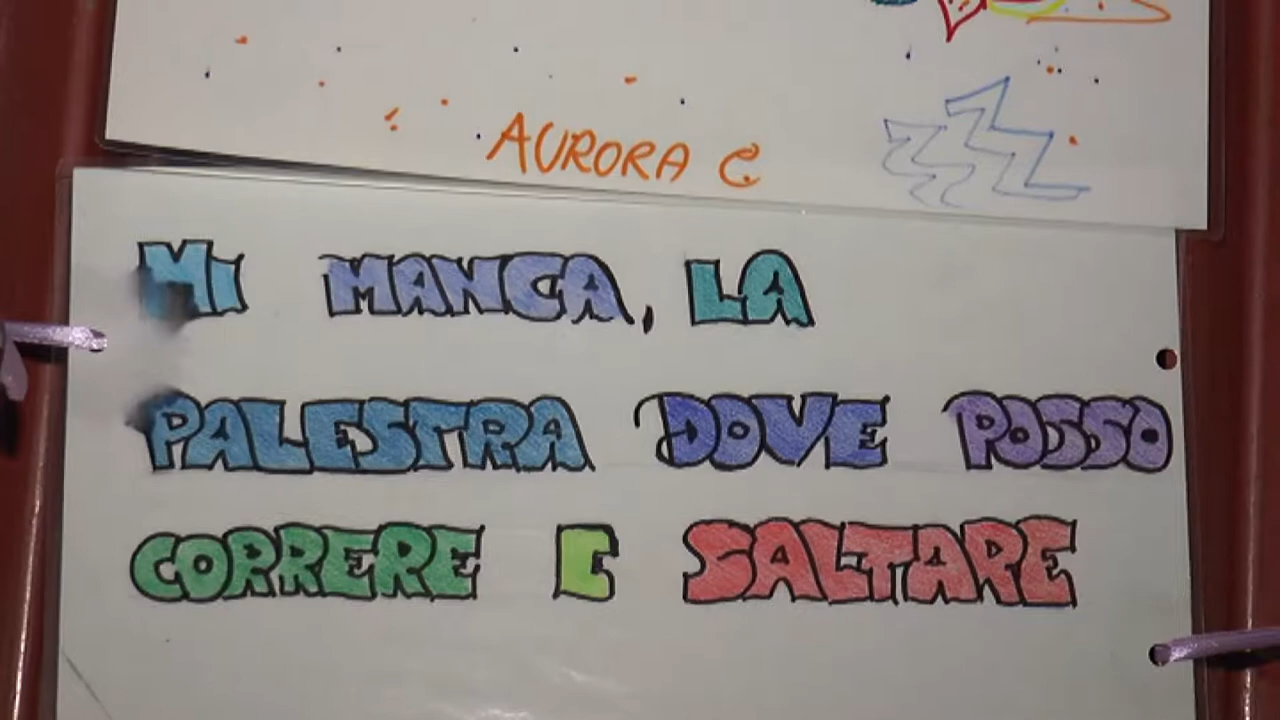 AURORA C
MI MANCA, LA
PALESTRA DOVE POSSO
CORRERE E SALTARE